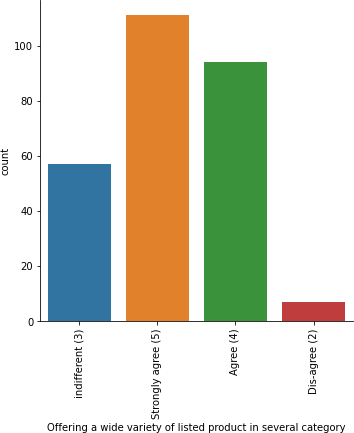 100
80
60
40
20
0
count
indifferent (3)
Strongly agree (5)
Agree (4)
Dis-agree (2)
Offering a wide variety of listed product in several category